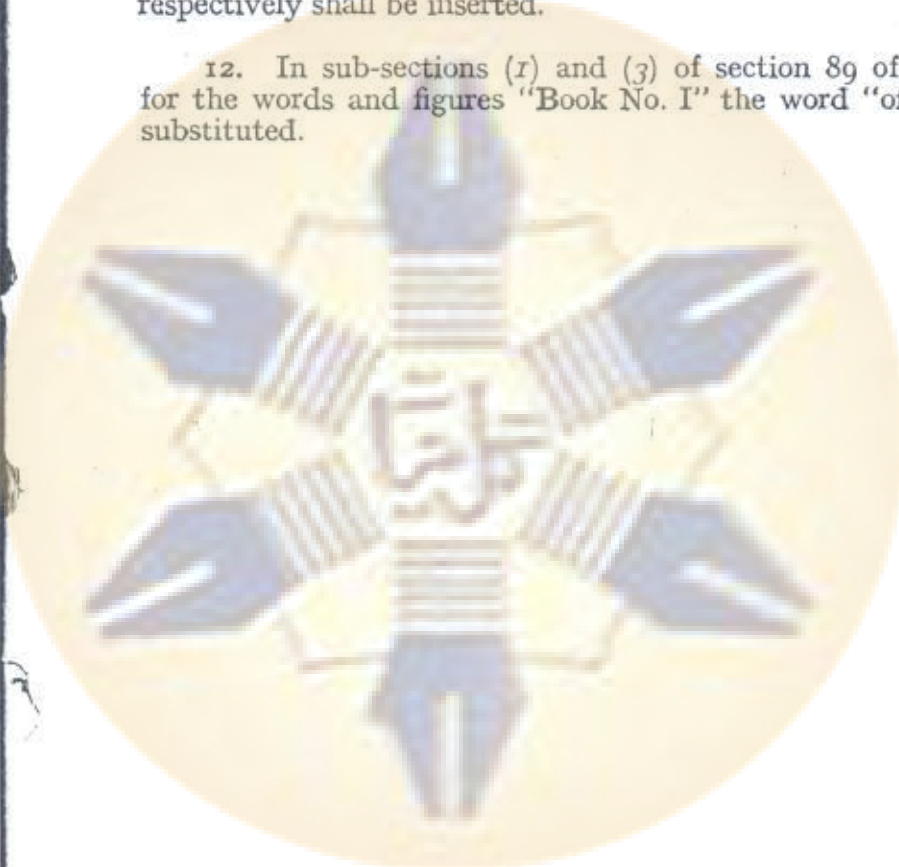 respectively shall be inserted.
12. In sub-sections (1) and (3) of section 89 of
for the words and figures “Book No. I” the word
substituted.